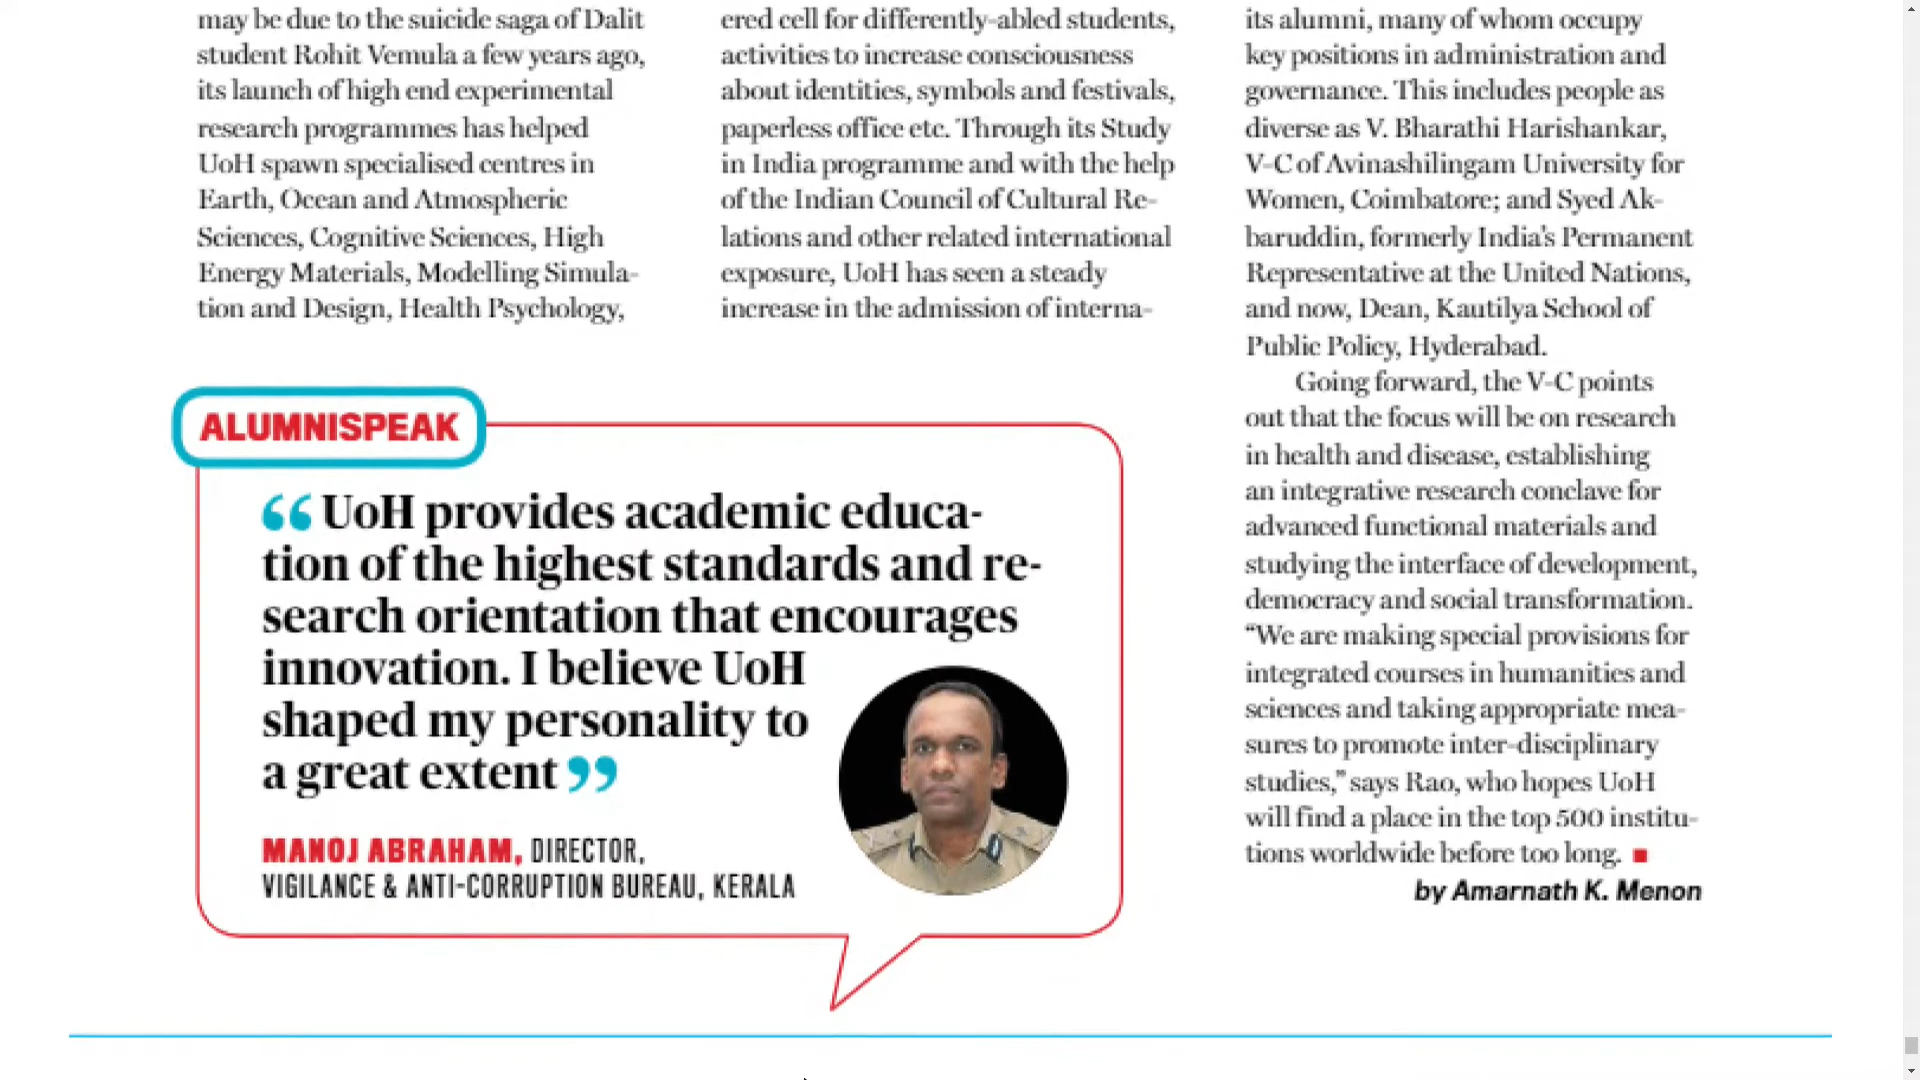 may be due to the suicide saga of Dalit
student Rohit Vemula a few years ago,
its launch of high end experimental
research programmes has helped
UoH spawn specialised centres in
Earth, Ocean and Atmospheric
Sciences, Cognitive Sciences, High
Energy Materials, Modelling Simula-
tion and Design, Health Psychology,
ered cell for differently-abled students,
activities to increase consciousness
about identities, symbols and festivals,
paperless office etc. Through its Study
in India programme and with the help
of the Indian Council of Cultural Re-
lations and other related international
exposure, UoH has seen a steady
increase in the admission of interna-
ALUMNISPEAK
“ UoH provides academic educa-
tion of the highest standards and re-
search orientation that encourages
innovation. I believe UoH
shaped my personality to
a great extent ”
MANOJ ABRAHAM, DIRECTOR,
VIGILANCE & ANTI-CORRUPTION BUREAU, KERALA
its alumni, many of whom occupy
key positions in administration and
governance. This includes people as
diverse as V. Bharathi Harishankar,
V-C of Avinashilingam University for
Women, Coimbatore; and Syed Ak-
baruddin, formerly India's Permanent
Representative at the United Nations,
and now, Dean, Kautilya School of
Public Policy, Hyderabad.
Going forward, the V-C points
out that the focus will be on research
in health and disease, establishing
an integrative research conclave for
advanced functional materials and
studying the interface of development,
democracy and social transformation.
“We are making special provisions for
integrated courses in humanities and
sciences and taking appropriate mea-
sures to promote inter-disciplinary
studies,” says Rao, who hopes UoH
will find a place in the top 500 institu-
tions worldwide before too long.
by Amarnath K. Menon